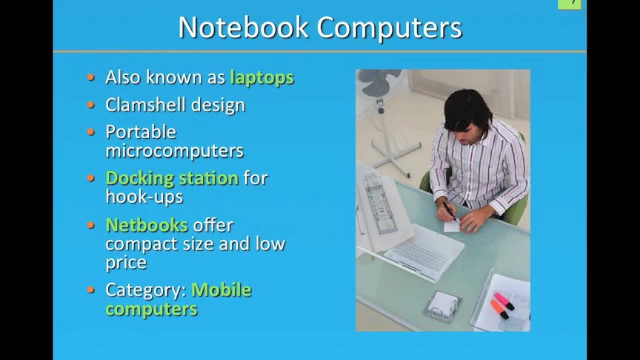 Notebook Computers
• Also known as laptops
• Clamshell design
• Portable
microcomputers
• Docking station for
hook-ups
• Netbooks offer
compact size and low
price
• Category: Mobile
computers